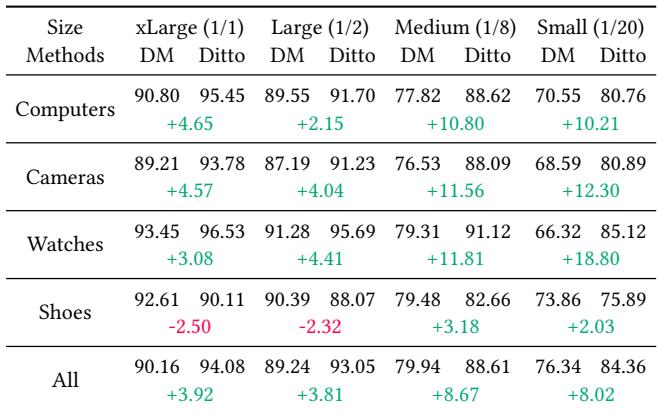 Size xLarge (1/1) Large (1/2) Medium (1/8) Small (1/20)
Methods DM Ditto DM Ditto DM Ditto DM Ditto
90.80 95.45 89.55 91.70 77.82 88.62 70.55 80.76
Computers
+4.65 +2.15 +10.80 +10.21
89.21 93.78 87.19 91.23 76.53 88.09 68.59 80.89
Cameras
+4.57 +4.04 +11.56 +12.30
93.45 96.53 91.28 95.69 79.31 91.12 66.32 85.12
Watches
+3.08 +4.41 +11.81 +18.80
92.61 90.11 90.39 88.07 79.48 82.66 73.86 75.89
Shoes
-2.50 -2.32 +3.18 +2.03
90.16 94.08 89.24 93.05 79.94 88.61 76.34 84.36
All
+3.92 +3.81 +8.67 +8.02